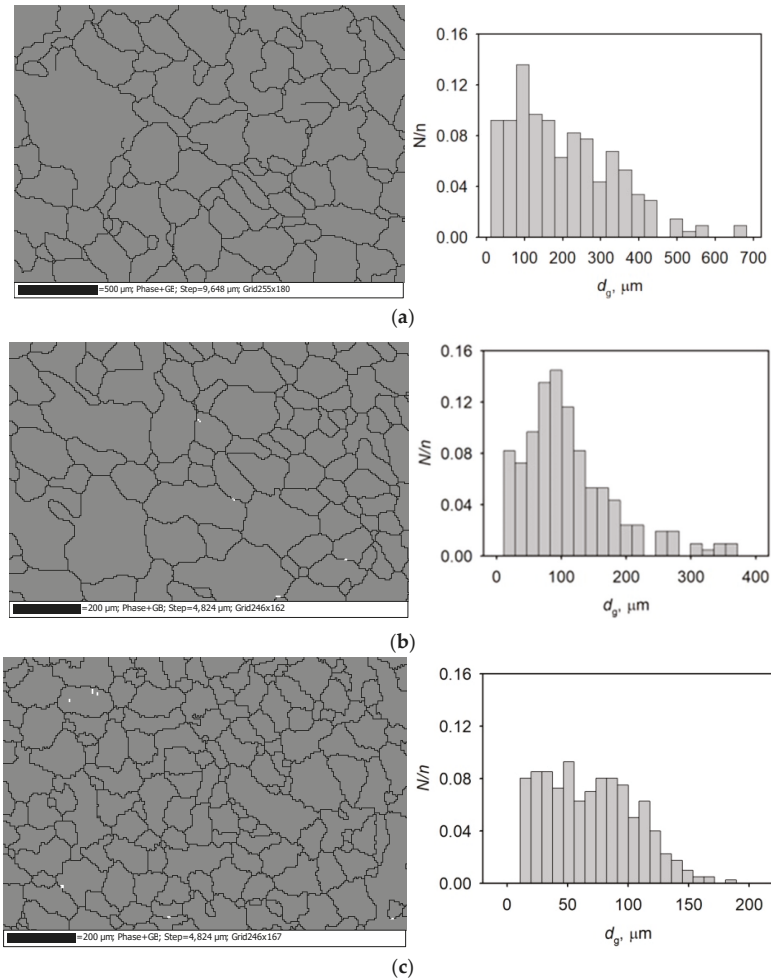 =500 µm; Phase+GE; Step=9,648 µm; Grid255x180
0.16
0.12
0.08
0.04
0.00
N/n
0 100 200 300 400 500 600 700
dg, µm
(a)
=200 µm; Phase+GB; Step=4,824 µm; Grid246x162
0.16
0.12
0.08
0.04
0.00
N/n
0 100 200 300 400
dg, µm
(b)
=200 µm; Phase+GB; Step=4,824 µm; Grid246x167
0.16
0.12
0.08
0.04
0.00
N/n
0 50 100 150 200
dg, µm
(c)